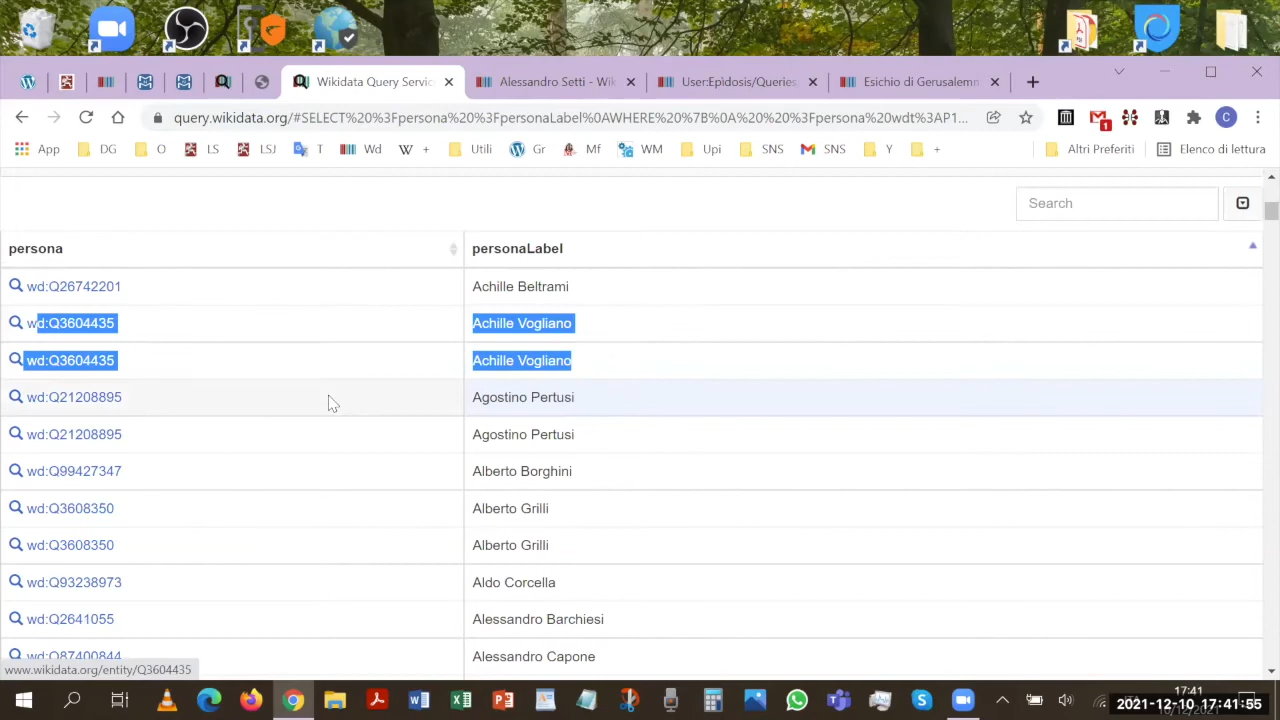 Wikidata Query Servic
Alessandro Setti - Wik
User:Epìdosis/Queries
Esichio di Gerusalemm
query.wikidata.org/#SELECT%20%3Fpersona%20%3FpersonaLabel%0AWHERE%20%7B%0A%20%20%3Fpersona%20wdt%3AP1...
1
C
App
DG
O
LS
LSJ
T
Wd
+
Utili
Gr
Mf
WM
Upi
SNS
SNS
Y
+
Altri Preferiti
Elenco di lettura
Search
persona
personaLabel
wd:Q26742201
Achille Beltrami
wd:Q3604435
Achille Vogliano
wd:Q3604435
Achille Vogliano
wd:Q21208895
Agostino Pertusi
wd:Q21208895
Agostino Pertusi
wd:Q99427347
Alberto Borghini
wd:Q3608350
Alberto Grilli
wd:Q3608350
Alberto Grilli
wd:Q93238973
Aldo Corcella
wd:Q2641055
Alessandro Barchiesi
wd:Q87400844
Alessandro Capone
www.wikidata.org/entity/Q3604435
17:41
2021-12-10 17:41:55